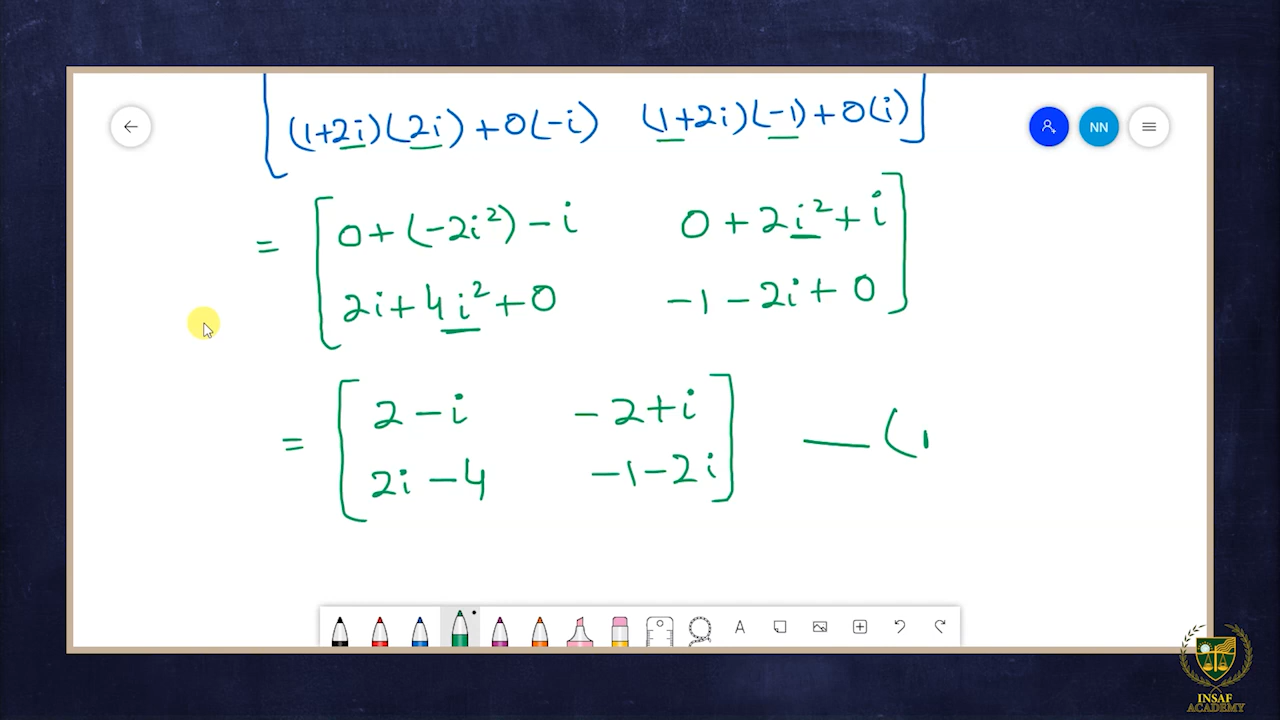 (1+2i)(2i)+0(-i) (1+2i)(-1)+0(i)
= [ 0+(-2i²)-i 0+2i²+i
2i+4i²+0 -1-2i+0 ]
= [ 2-i -2+i
2i-4 -1-2i ] —(1
NN
A
INSAF
ACADEMY